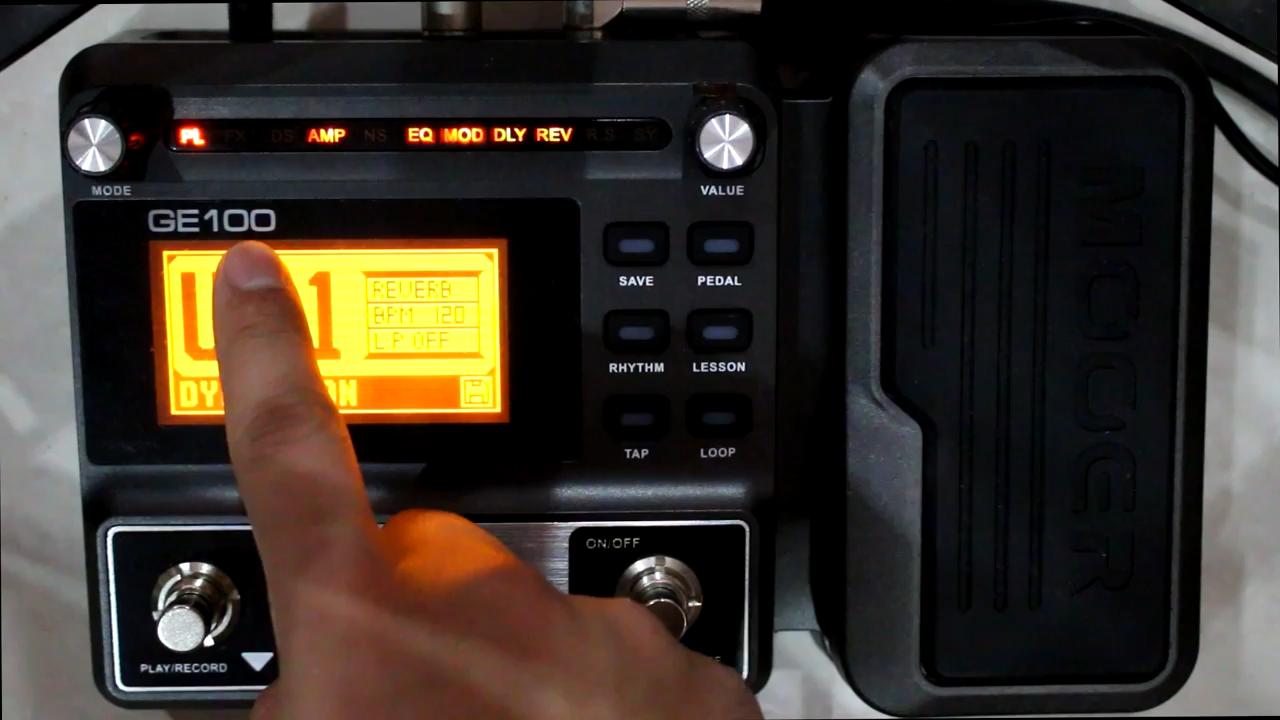 PL FX DS AMP NS EQ MOD DLY REV R.S SY
MODE
VALUE
GE100
1
REVERB
BPM 120
L.P OFF
SAVE PEDAL
RHYTHM LESSON
TAP LOOP
ON/OFF
PLAY/RECORD
MOOER